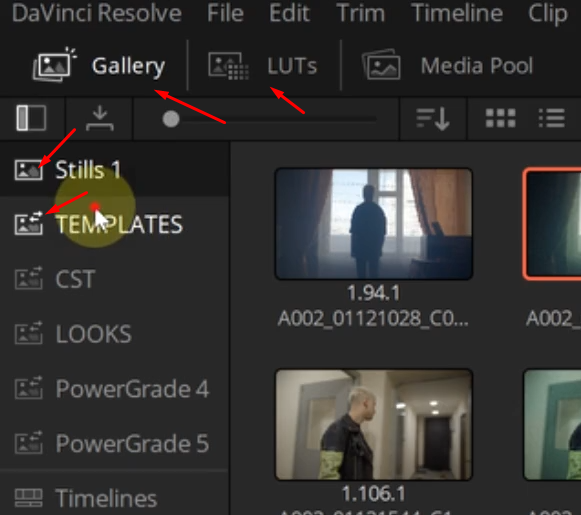 DaVinci Resolve File Edit Trim Timeline Clip
Gallery LUTs Media Pool
Stills 1
TEMPLATES
CST
LOOKS
PowerGrade 4
PowerGrade 5
Timelines
1.94.1
A002_01121028_C0...
A002_
1.106.1